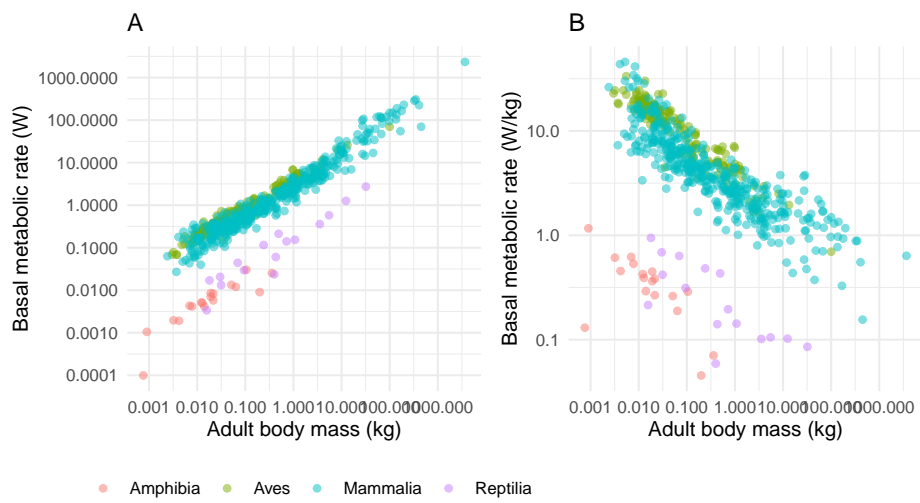 A
B
Basal metabolic rate (W)
1000.0000
100.0000
10.0000
1.0000
0.1000
0.0100
0.0010
0.0001
0.001 0.010 0.100 1.000 10.000 100.000 1000.000
Adult body mass (kg)
Basal metabolic rate (W/kg)
10.0
1.0
0.1
0.001 0.010 0.100 1.000 10.000 100.000 1000.000
Adult body mass (kg)
Amphibia Aves Mammalia Reptilia